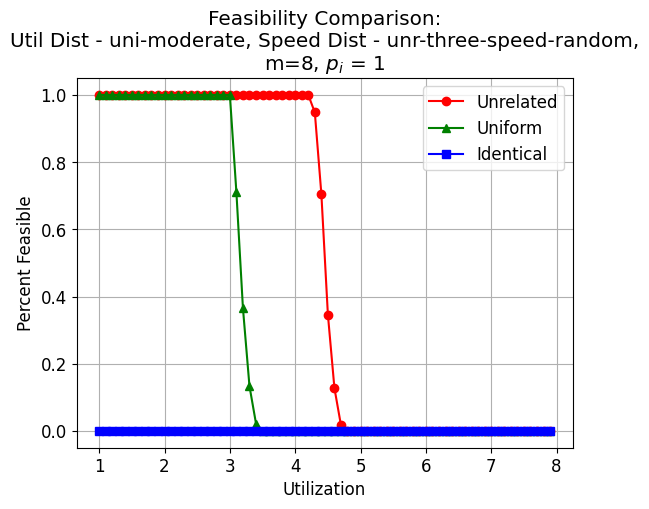 Feasibility Comparison:
Util Dist - uni-moderate, Speed Dist - unr-three-speed-random,
m=8, pᵢ = 1
Unrelated
Uniform
Identical
1.0
0.8
0.6
0.4
0.2
0.0
Percent Feasible
1 2 3 4 5 6 7 8
Utilization